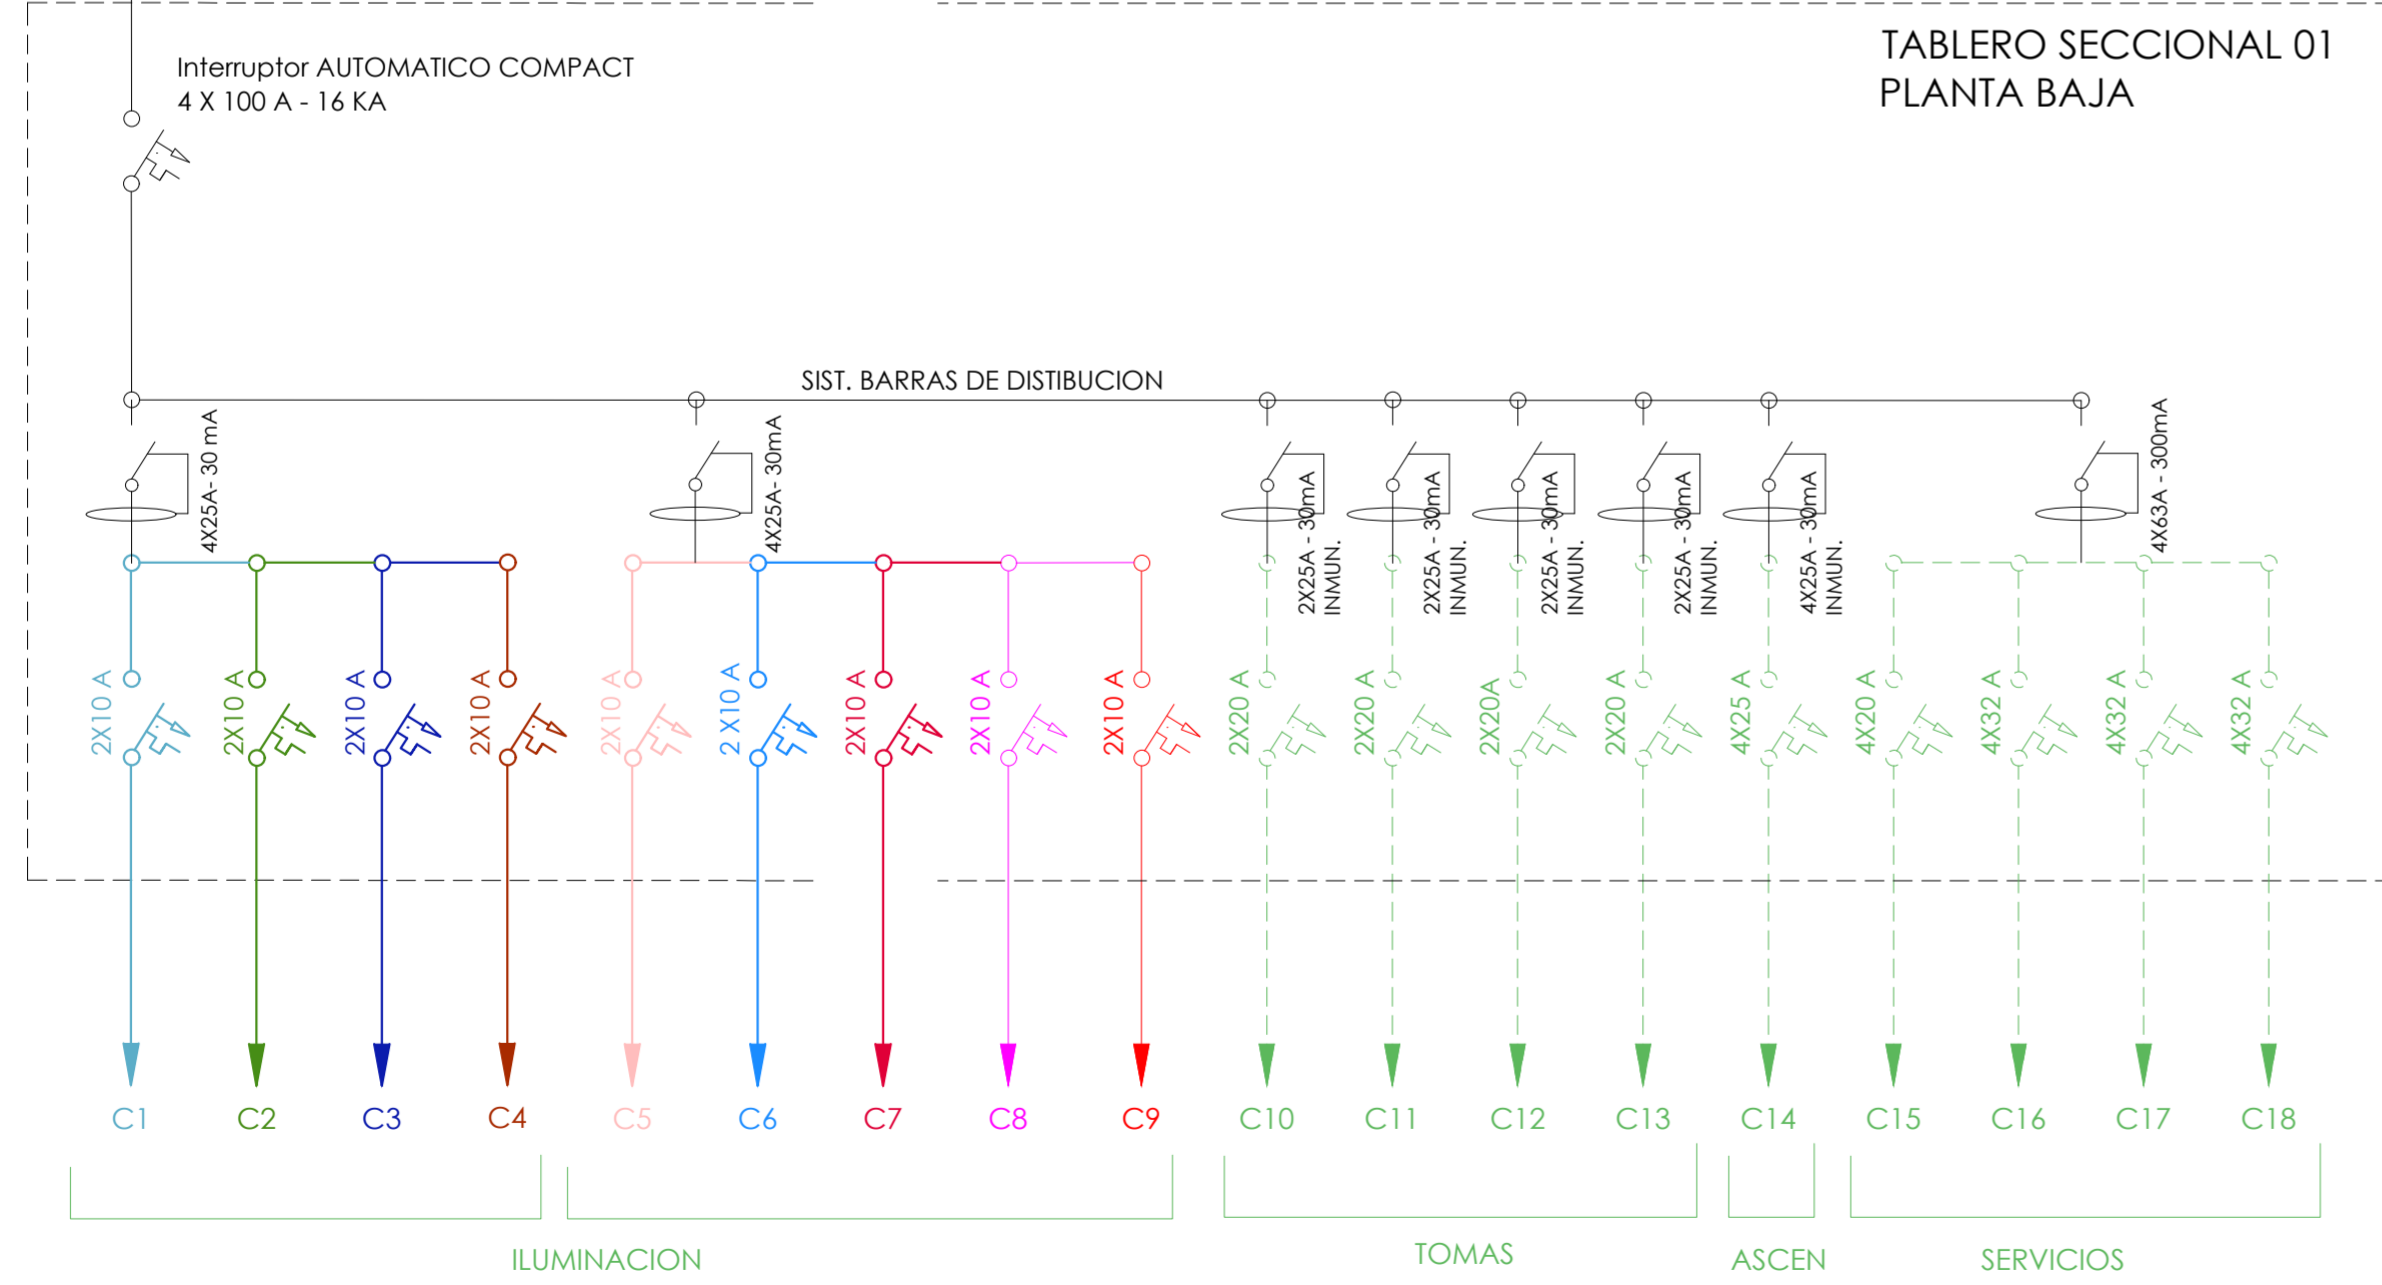 Interruptor AUTOMATICO COMPACT
4 X 100 A - 16 KA
TABLERO SECCIONAL 01
PLANTA BAJA
SIST. BARRAS DE DISTIBUCION
4X25A- 30 mA
4X25A- 30mA
2X25A - 30mA
INMUN.
2X25A - 30mA
INMUN.
2X25A - 30mA
INMUN.
2X25A - 30mA
INMUN.
4X25A - 30mA
INMUN.
4X63A - 300mA
2X10 A
2X10 A
2X10 A
2X10 A
2X10 A
2 X10 A
2X10 A
2X10 A
2X10 A
2X20 A
2X20 A
2X20A
2X20 A
4X25 A
4X20 A
4X32 A
4X32 A
4X32 A
C1
C2
C3
C4
C5
C6
C7
C8
C9
C10
C11
C12
C13
C14
C15
C16
C17
C18
ILUMINACION
TOMAS
ASCEN
SERVICIOS